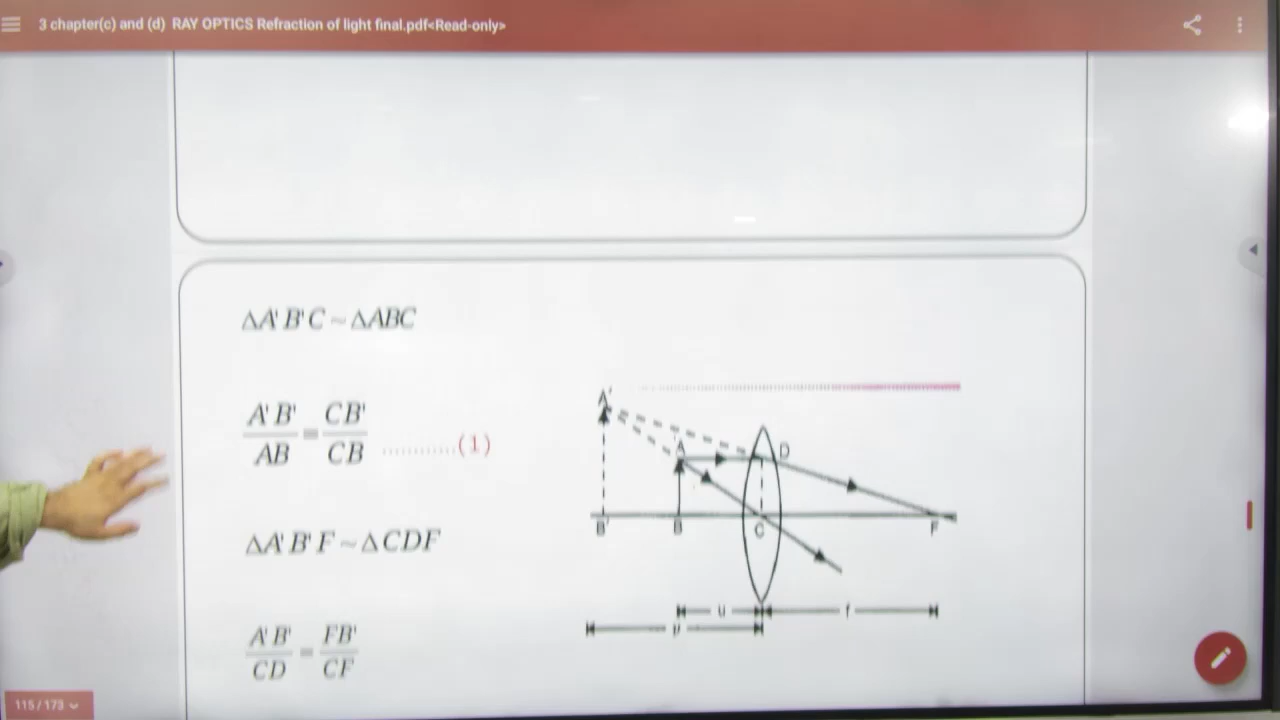 3 chapter(c) and (d) RAY OPTICS Refraction of light final.pdf<Read-only>
ΔA'B'C ~ ΔABC
A'B'/AB = CB'/CB ............(1)
ΔA'B'F ~ ΔCDF
A'B'/CD = FB'/CF
A'
A
D
B'
B
C
F
u
f
v
115 / 173